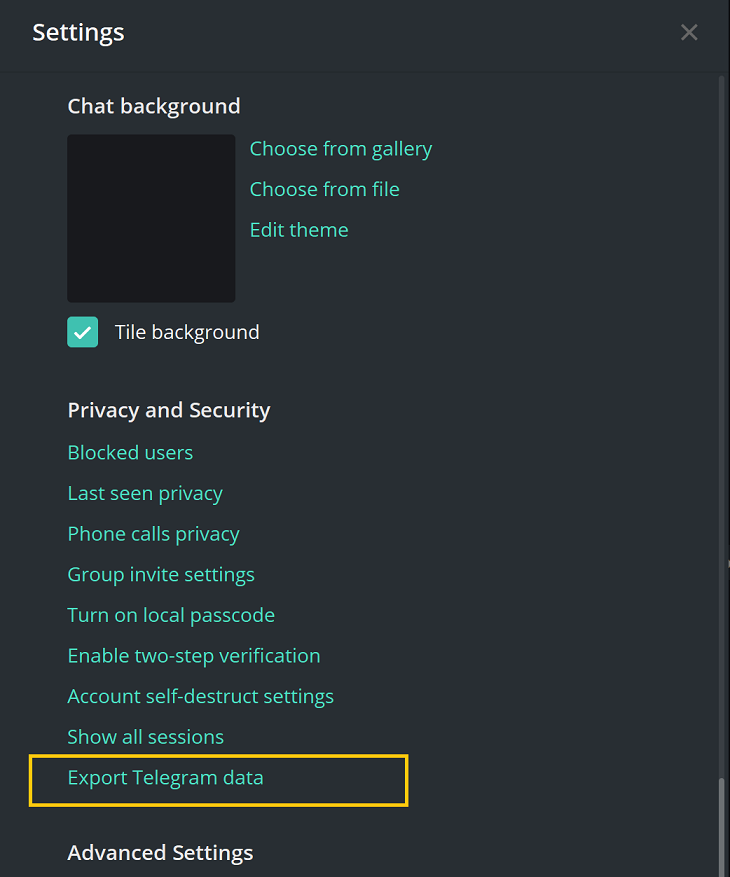 Settings
Chat background
Choose from gallery
Choose from file
Edit theme
Tile background
Privacy and Security
Blocked users
Last seen privacy
Phone calls privacy
Group invite settings
Turn on local passcode
Enable two-step verification
Account self-destruct settings
Show all sessions
Export Telegram data
Advanced Settings